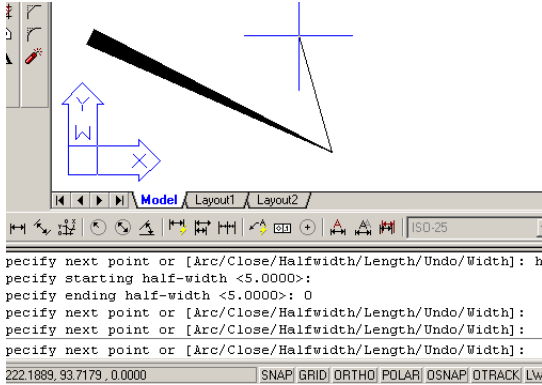 Y
W
X
Model Layout1 Layout2
ISO-25
pecify next point or [Arc/Close/Halfwidth/Length/Undo/Width]: h
pecify starting half-width <5.0000>:
pecify ending half-width <5.0000>: 0
pecify next point or [Arc/Close/Halfwidth/Length/Undo/Width]:
pecify next point or [Arc/Close/Halfwidth/Length/Undo/Width]:
pecify next point or [Arc/Close/Halfwidth/Length/Undo/Width]:
222.1889, 93.7179 , 0.0000 SNAP GRID ORTHO POLAR OSNAP OTRACK LW